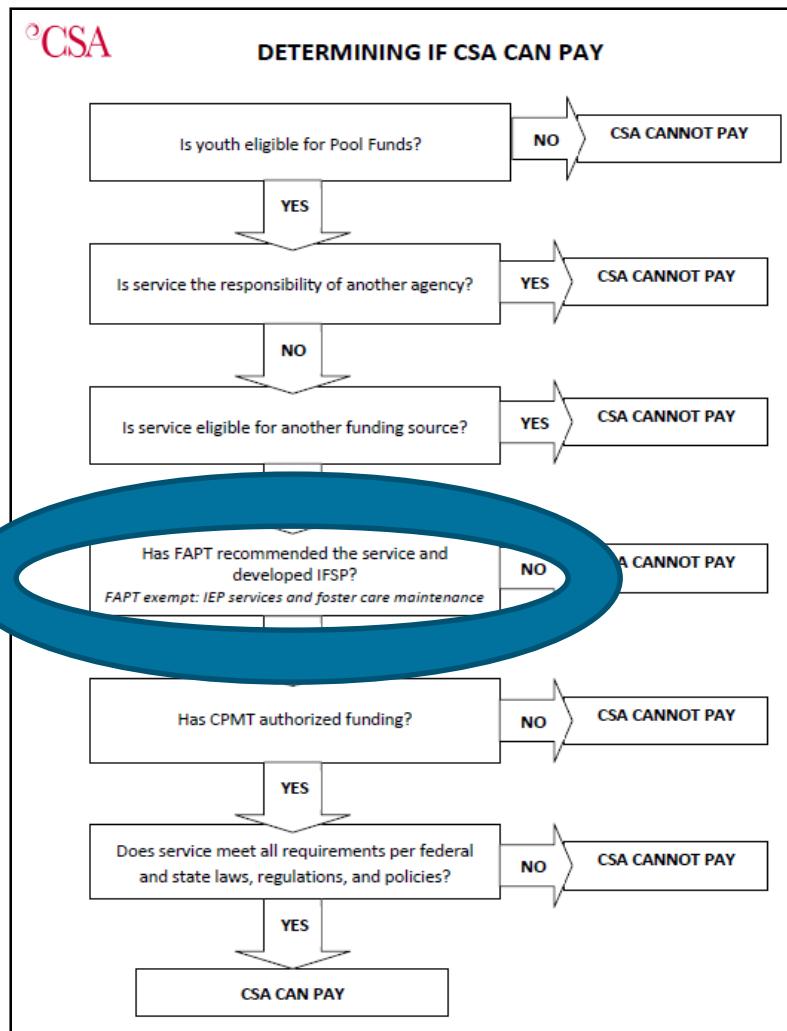 CSA
DETERMINING IF CSA CAN PAY
Is youth eligible for Pool Funds?
NO
CSA CANNOT PAY
YES
Is service the responsibility of another agency?
YES
CSA CANNOT PAY
NO
Is service eligible for another funding source?
YES
CSA CANNOT PAY
Has FAPT recommended the service and
developed IFSP?
FAPT exempt: IEP services and foster care maintenance
NO
CANNOT PAY
Has CPMT authorized funding?
NO
CSA CANNOT PAY
YES
Does service meet all requirements per federal
and state laws, regulations, and policies?
NO
CSA CANNOT PAY
YES
CSA CAN PAY